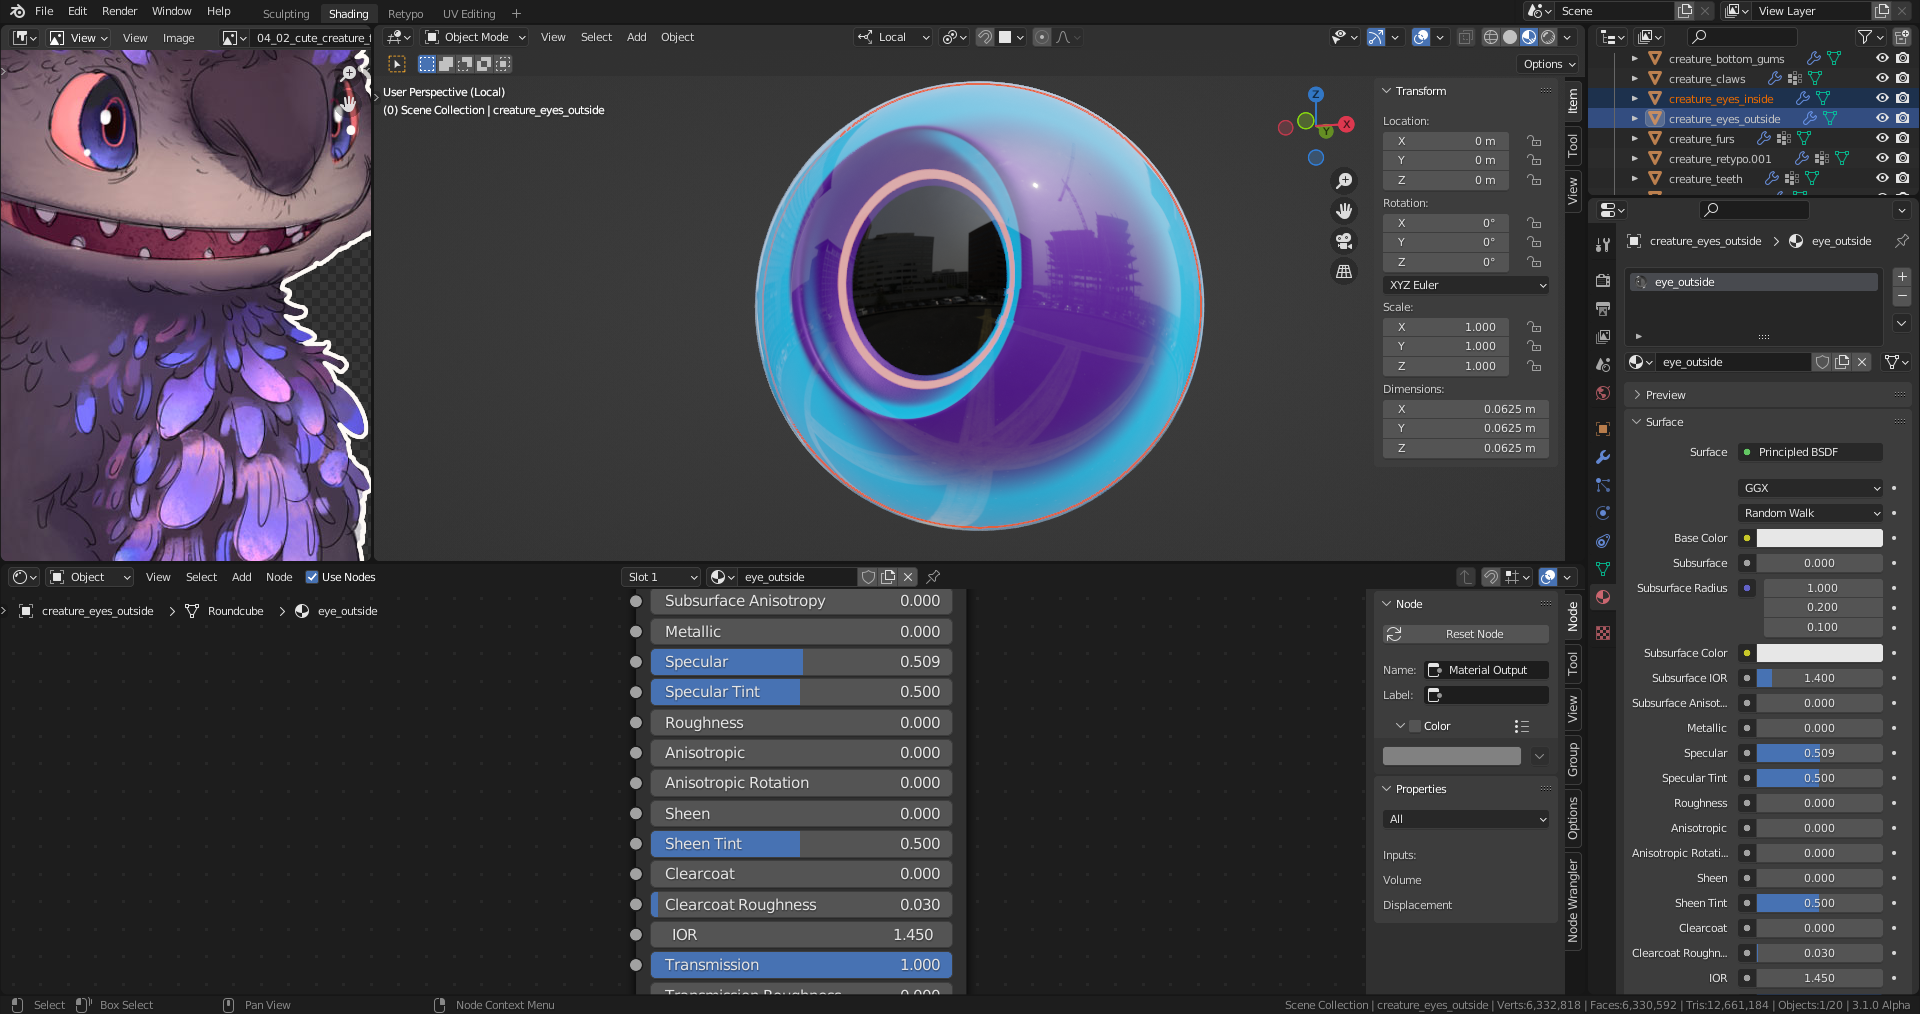 File Edit Render Window Help Sculpting Shading Retypo UV Editing + Scene View Layer
View View Image 04_02_cute_creature_f Object Mode View Select Add Object Local
Options
User Perspective (Local)
(0) Scene Collection | creature_eyes_outside
Z
X
Y
Transform
Location:
X 0 m
Y 0 m
Z 0 m
Rotation:
X 0°
Y 0°
Z 0°
XYZ Euler
Scale:
X 1.000
Y 1.000
Z 1.000
Dimensions:
X 0.0625 m
Y 0.0625 m
Z 0.0625 m
Item
Tool
View
creature_bottom_gums
creature_claws
creature_eyes_inside
creature_eyes_outside
creature_furs
creature_retypo.001
creature_teeth
creature_eyes_outside > eye_outside
eye_outside
eye_outside
Preview
Surface
Surface Principled BSDF
GGX
Random Walk
Base Color
Subsurface 0.000
Subsurface Radius 1.000
0.200
0.100
Subsurface Color
Subsurface IOR 1.400
Subsurface Anisot... 0.000
Metallic 0.000
Specular 0.509
Specular Tint 0.500
Roughness 0.000
Anisotropic 0.000
Anisotropic Rotati... 0.000
Sheen 0.000
Sheen Tint 0.500
Clearcoat 0.000
Clearcoat Roughn... 0.030
IOR 1.450
Object View Select Add Node Use Nodes Slot 1 eye_outside
creature_eyes_outside > Roundcube > eye_outside
Subsurface Anisotropy 0.000
Metallic 0.000
Specular 0.509
Specular Tint 0.500
Roughness 0.000
Anisotropic 0.000
Anisotropic Rotation 0.000
Sheen 0.000
Sheen Tint 0.500
Clearcoat 0.000
Clearcoat Roughness 0.030
IOR 1.450
Transmission 1.000
Transmission Roughness 0.000
Node
Reset Node
Name: Material Output
Label:
Color
Properties
All
Inputs:
Volume
Displacement
Node
Tool
View
Group
Options
Node Wrangler
Select Box Select Pan View Node Context Menu
Scene Collection | creature_eyes_outside | Verts:6,332,818 | Faces:6,330,592 | Tris:12,661,184 | Objects:1/20 | 3.1.0 Alpha